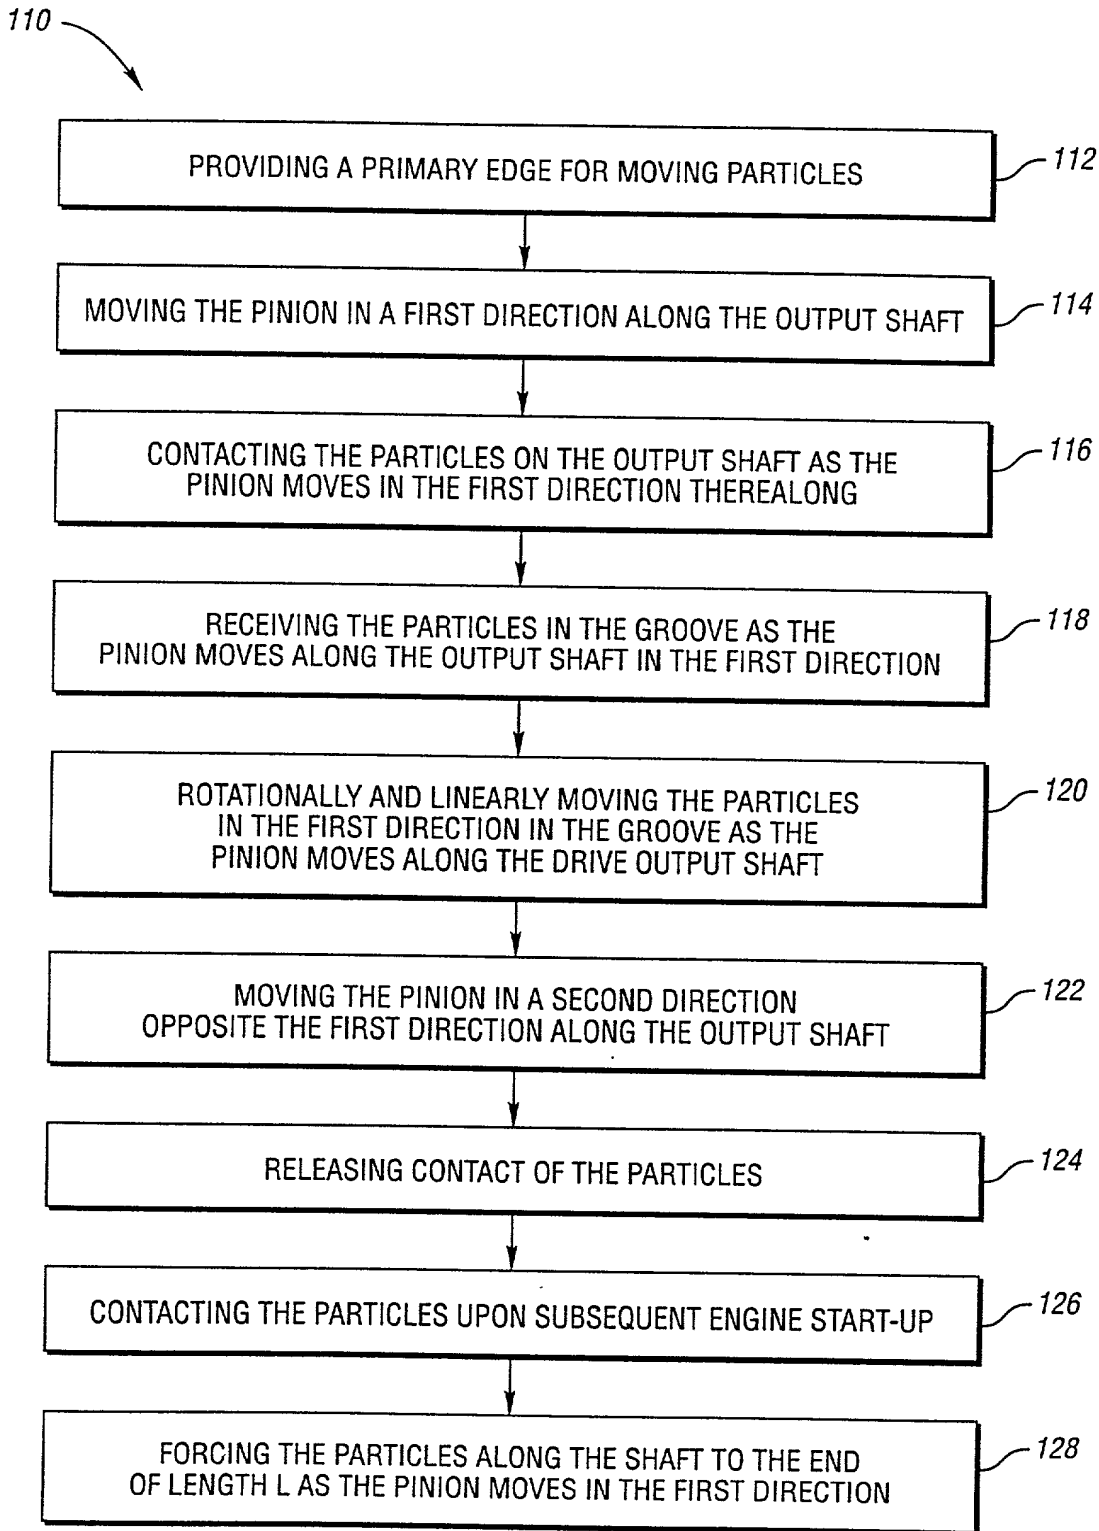 110
PROVIDING A PRIMARY EDGE FOR MOVING PARTICLES
112
MOVING THE PINION IN A FIRST DIRECTION ALONG THE OUTPUT SHAFT
114
CONTACTING THE PARTICLES ON THE OUTPUT SHAFT AS THE
PINION MOVES IN THE FIRST DIRECTION THEREALONG
116
RECEIVING THE PARTICLES IN THE GROOVE AS THE
PINION MOVES ALONG THE OUTPUT SHAFT IN THE FIRST DIRECTION
118
ROTATIONALLY AND LINEARLY MOVING THE PARTICLES
IN THE FIRST DIRECTION IN THE GROOVE AS THE
PINION MOVES ALONG THE DRIVE OUTPUT SHAFT
120
MOVING THE PINION IN A SECOND DIRECTION
OPPOSITE THE FIRST DIRECTION ALONG THE OUTPUT SHAFT
122
RELEASING CONTACT OF THE PARTICLES
124
CONTACTING THE PARTICLES UPON SUBSEQUENT ENGINE START-UP
126
FORCING THE PARTICLES ALONG THE SHAFT TO THE END
OF LENGTH L AS THE PINION MOVES IN THE FIRST DIRECTION
128